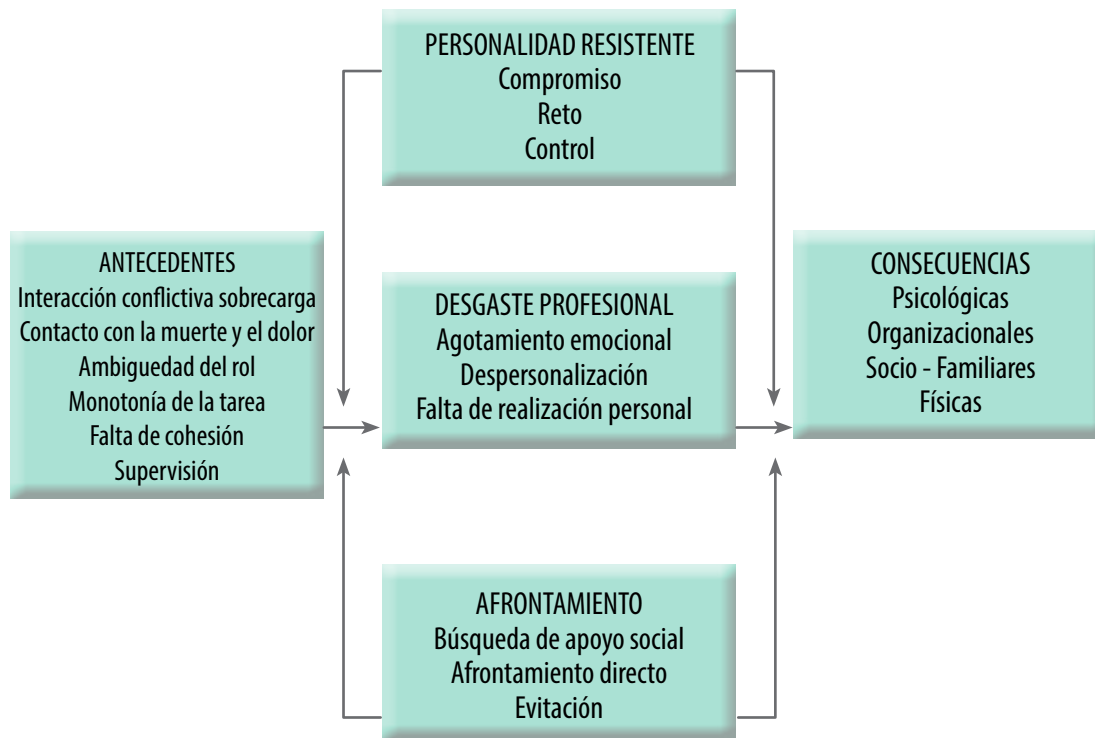 PERSONALIDAD RESISTENTE
Compromiso
Reto
Control
ANTECEDENTES
Interacción conflictiva sobrecarga
Contacto con la muerte y el dolor
Ambiguedad del rol
Monotonía de la tarea
Falta de cohesión
Supervisión
DESGASTE PROFESIONAL
Agotamiento emocional
Despersonalización
Falta de realización personal
CONSECUENCIAS
Psicológicas
Organizacionales
Socio - Familiares
Físicas
AFRONTAMIENTO
Búsqueda de apoyo social
Afrontamiento directo
Evitación